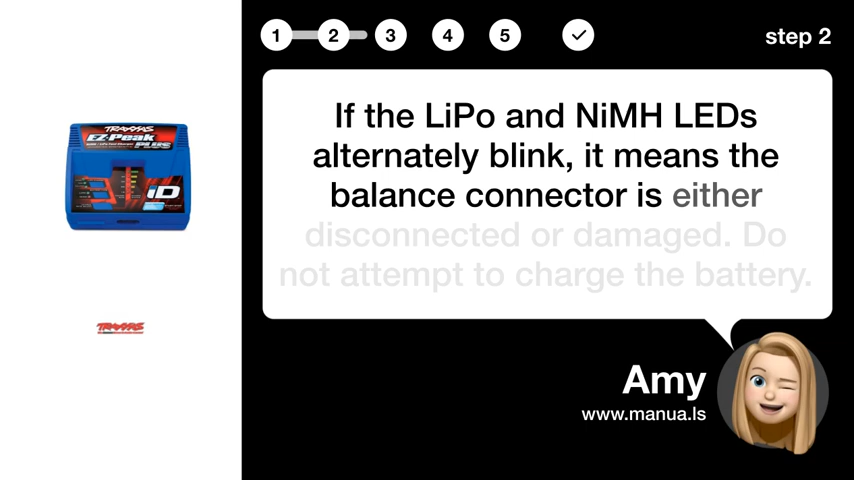 1 2 3 4 5 step 2
If the LiPo and NiMH LEDs
alternately blink, it means the
balance connector is either
disconnected or damaged. Do
not attempt to charge the battery.
Amy
www.manua.ls
TRAXXAS
EZ-Peak
PLUS
iD
TRAXXAS